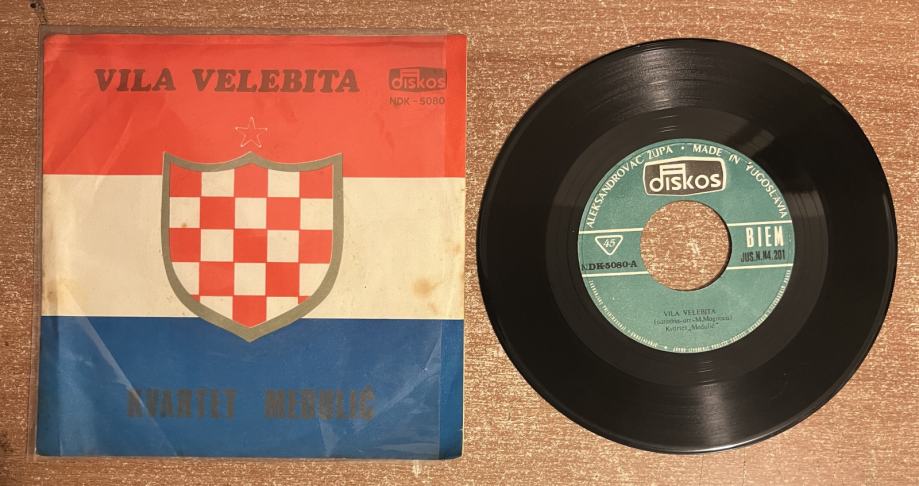 VILA VELEBITA
diskos
NDK - 5080
KVARTET MEDULIĆ
ALEKSANDROVAC ŽUPA • MADE IN YUGOSLAVIA
diskos
45
BIEM
NDK-5080-A
JUS.N.N4.201
VILA VELEBITA
Kvartet „Medulić"